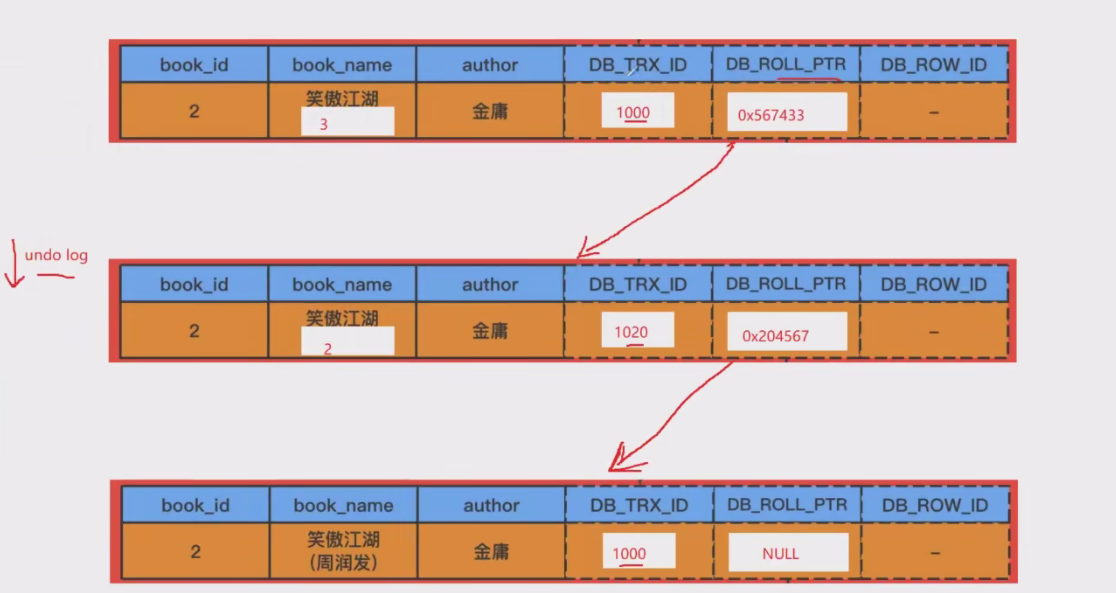 book_id book_name author DB_TRX_ID DB_ROLL_PTR DB_ROW_ID
2 笑傲江湖 3 金庸 1000 0x567433 –
undo log
book_id book_name author DB_TRX_ID DB_ROLL_PTR DB_ROW_ID
2 笑傲江湖 2 金庸 1020 0x204567 –
book_id book_name author DB_TRX_ID DB_ROLL_PTR DB_ROW_ID
2 笑傲江湖 (周润发) 金庸 1000 NULL –